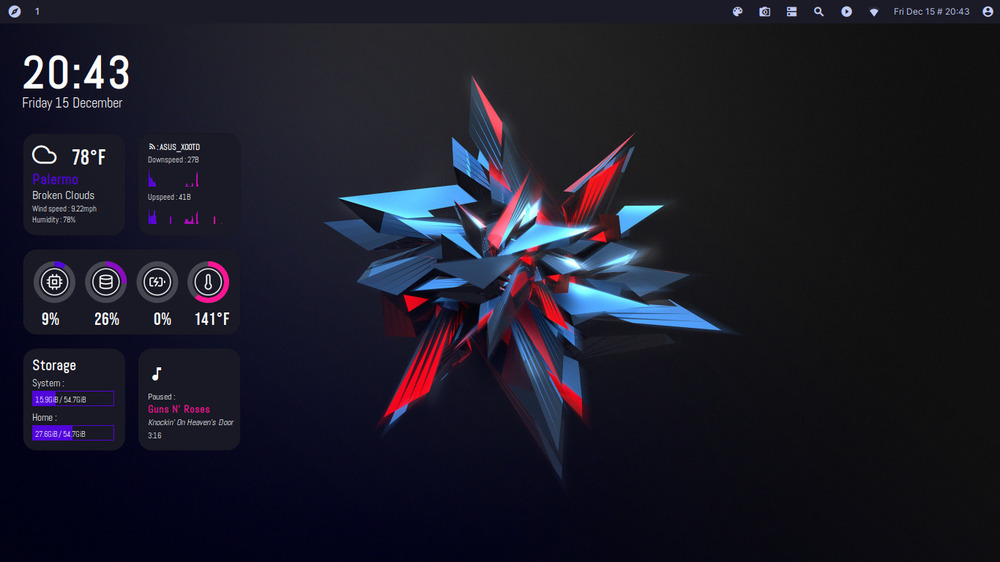 1
Fri Dec 15 # 20:43
20:43
Friday 15 December
78°F
Palermo
Broken Clouds
Wind speed : 9.22mph
Humidity : 78%
:ASUS_X00TD
Downspeed : 27B
Upspeed : 41B
9%
26%
0%
141°F
Storage
System :
15.9GiB / 54.7GiB
Home :
27.6GiB / 54.7GiB
Paused :
Guns N' Roses
Knockin' On Heaven's Door
3:16